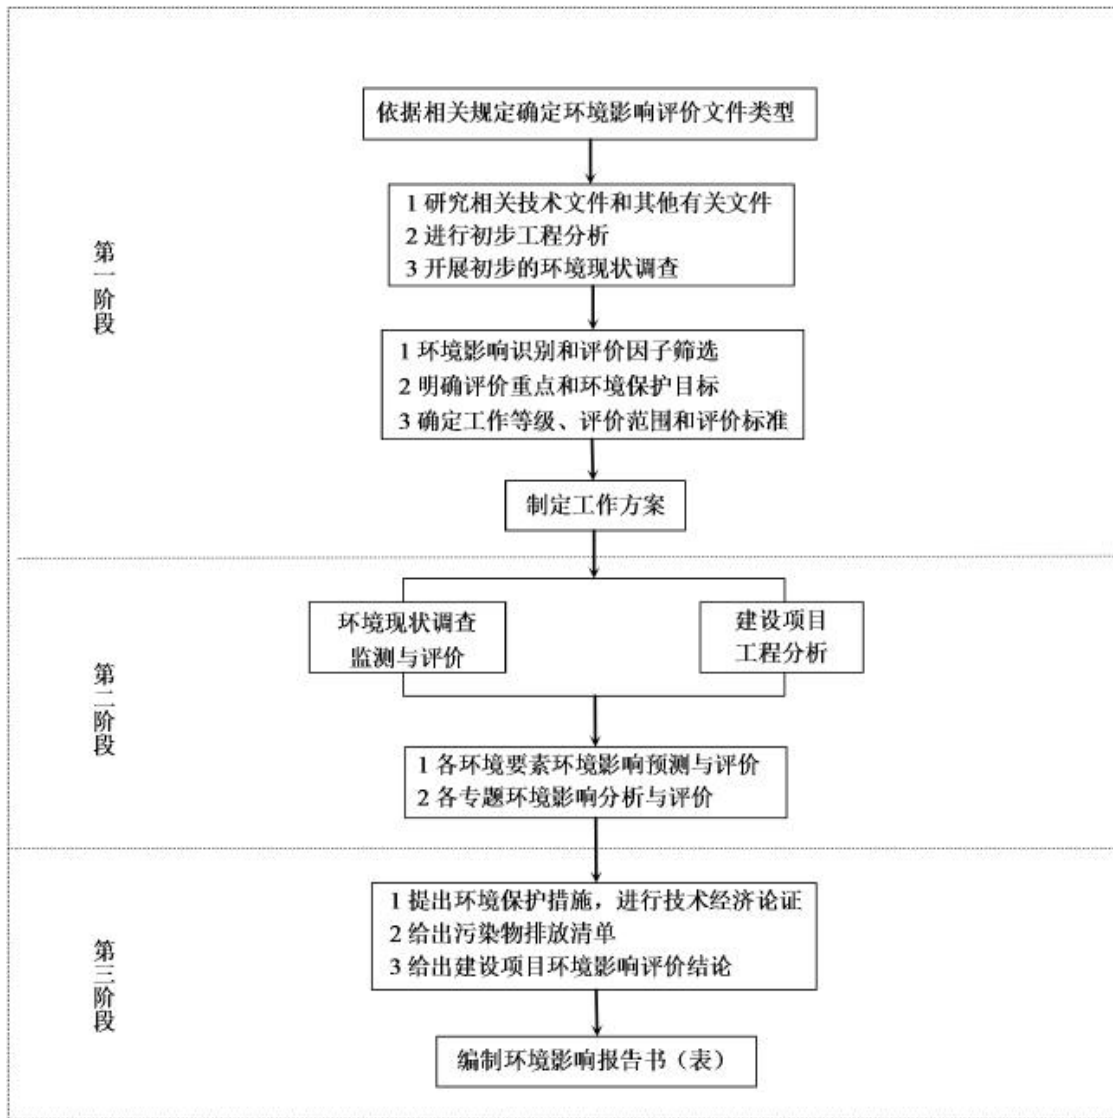 依据相关规定确定环境影响评价文件类型
1 研究相关技术文件和其他有关文件
2 进行初步工程分析
3 开展初步的环境现状调查
第一阶段
1 环境影响识别和评价因子筛选
2 明确评价重点和环境保护目标
3 确定工作等级、评价范围和评价标准
制定工作方案
环境现状调查
监测与评价
建设项目
工程分析
第二阶段
1 各环境要素环境影响预测与评价
2 各专题环境影响分析与评价
1 提出环境保护措施，进行技术经济论证
2 给出污染物排放清单
3 给出建设项目环境影响评价结论
第三阶段
编制环境影响报告书（表）